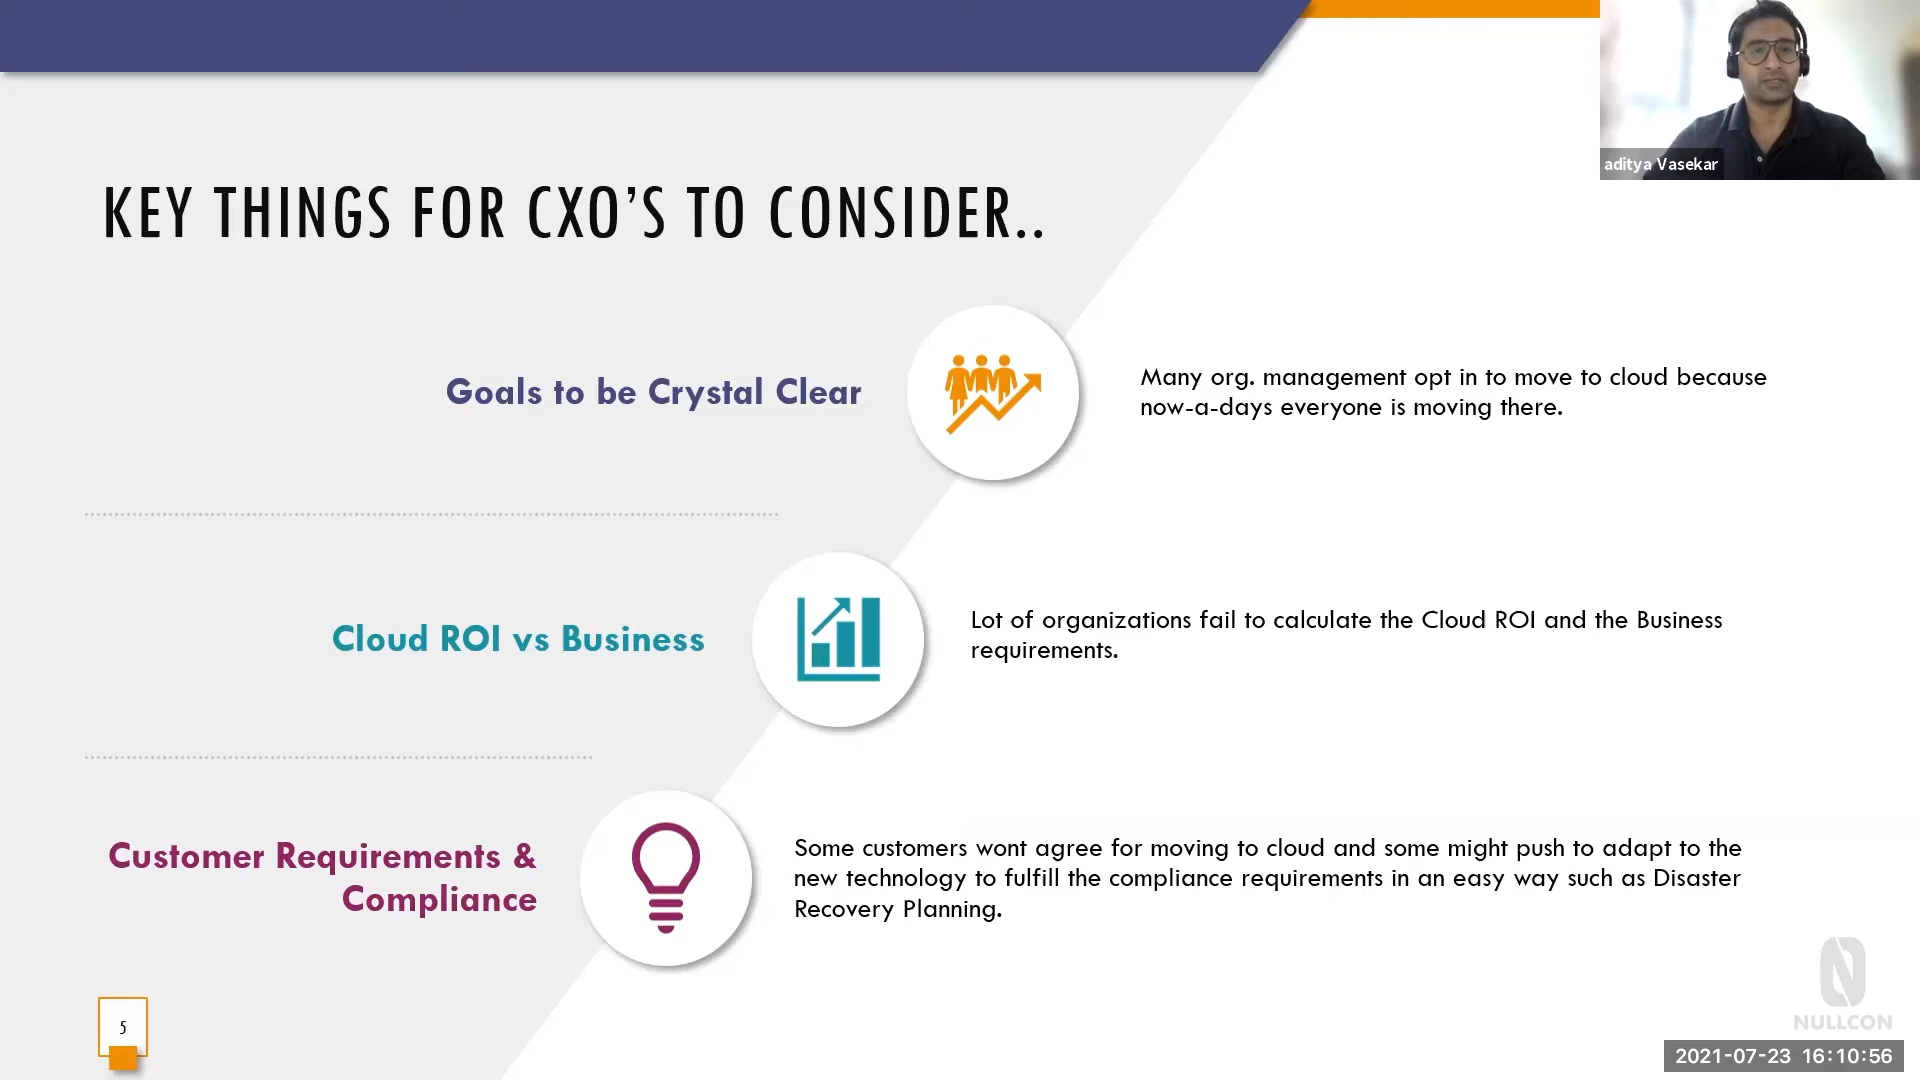 aditya Vasekar
KEY THINGS FOR CXO’S TO CONSIDER..
Goals to be Crystal Clear
Many org. management opt in to move to cloud because
now-a-days everyone is moving there.
Cloud ROI vs Business
Lot of organizations fail to calculate the Cloud ROI and the Business
requirements.
Customer Requirements &
Compliance
Some customers wont agree for moving to cloud and some might push to adapt to the
new technology to fulfill the compliance requirements in an easy way such as Disaster
Recovery Planning.
5
NULLCON
2021-07-23 16:10:56